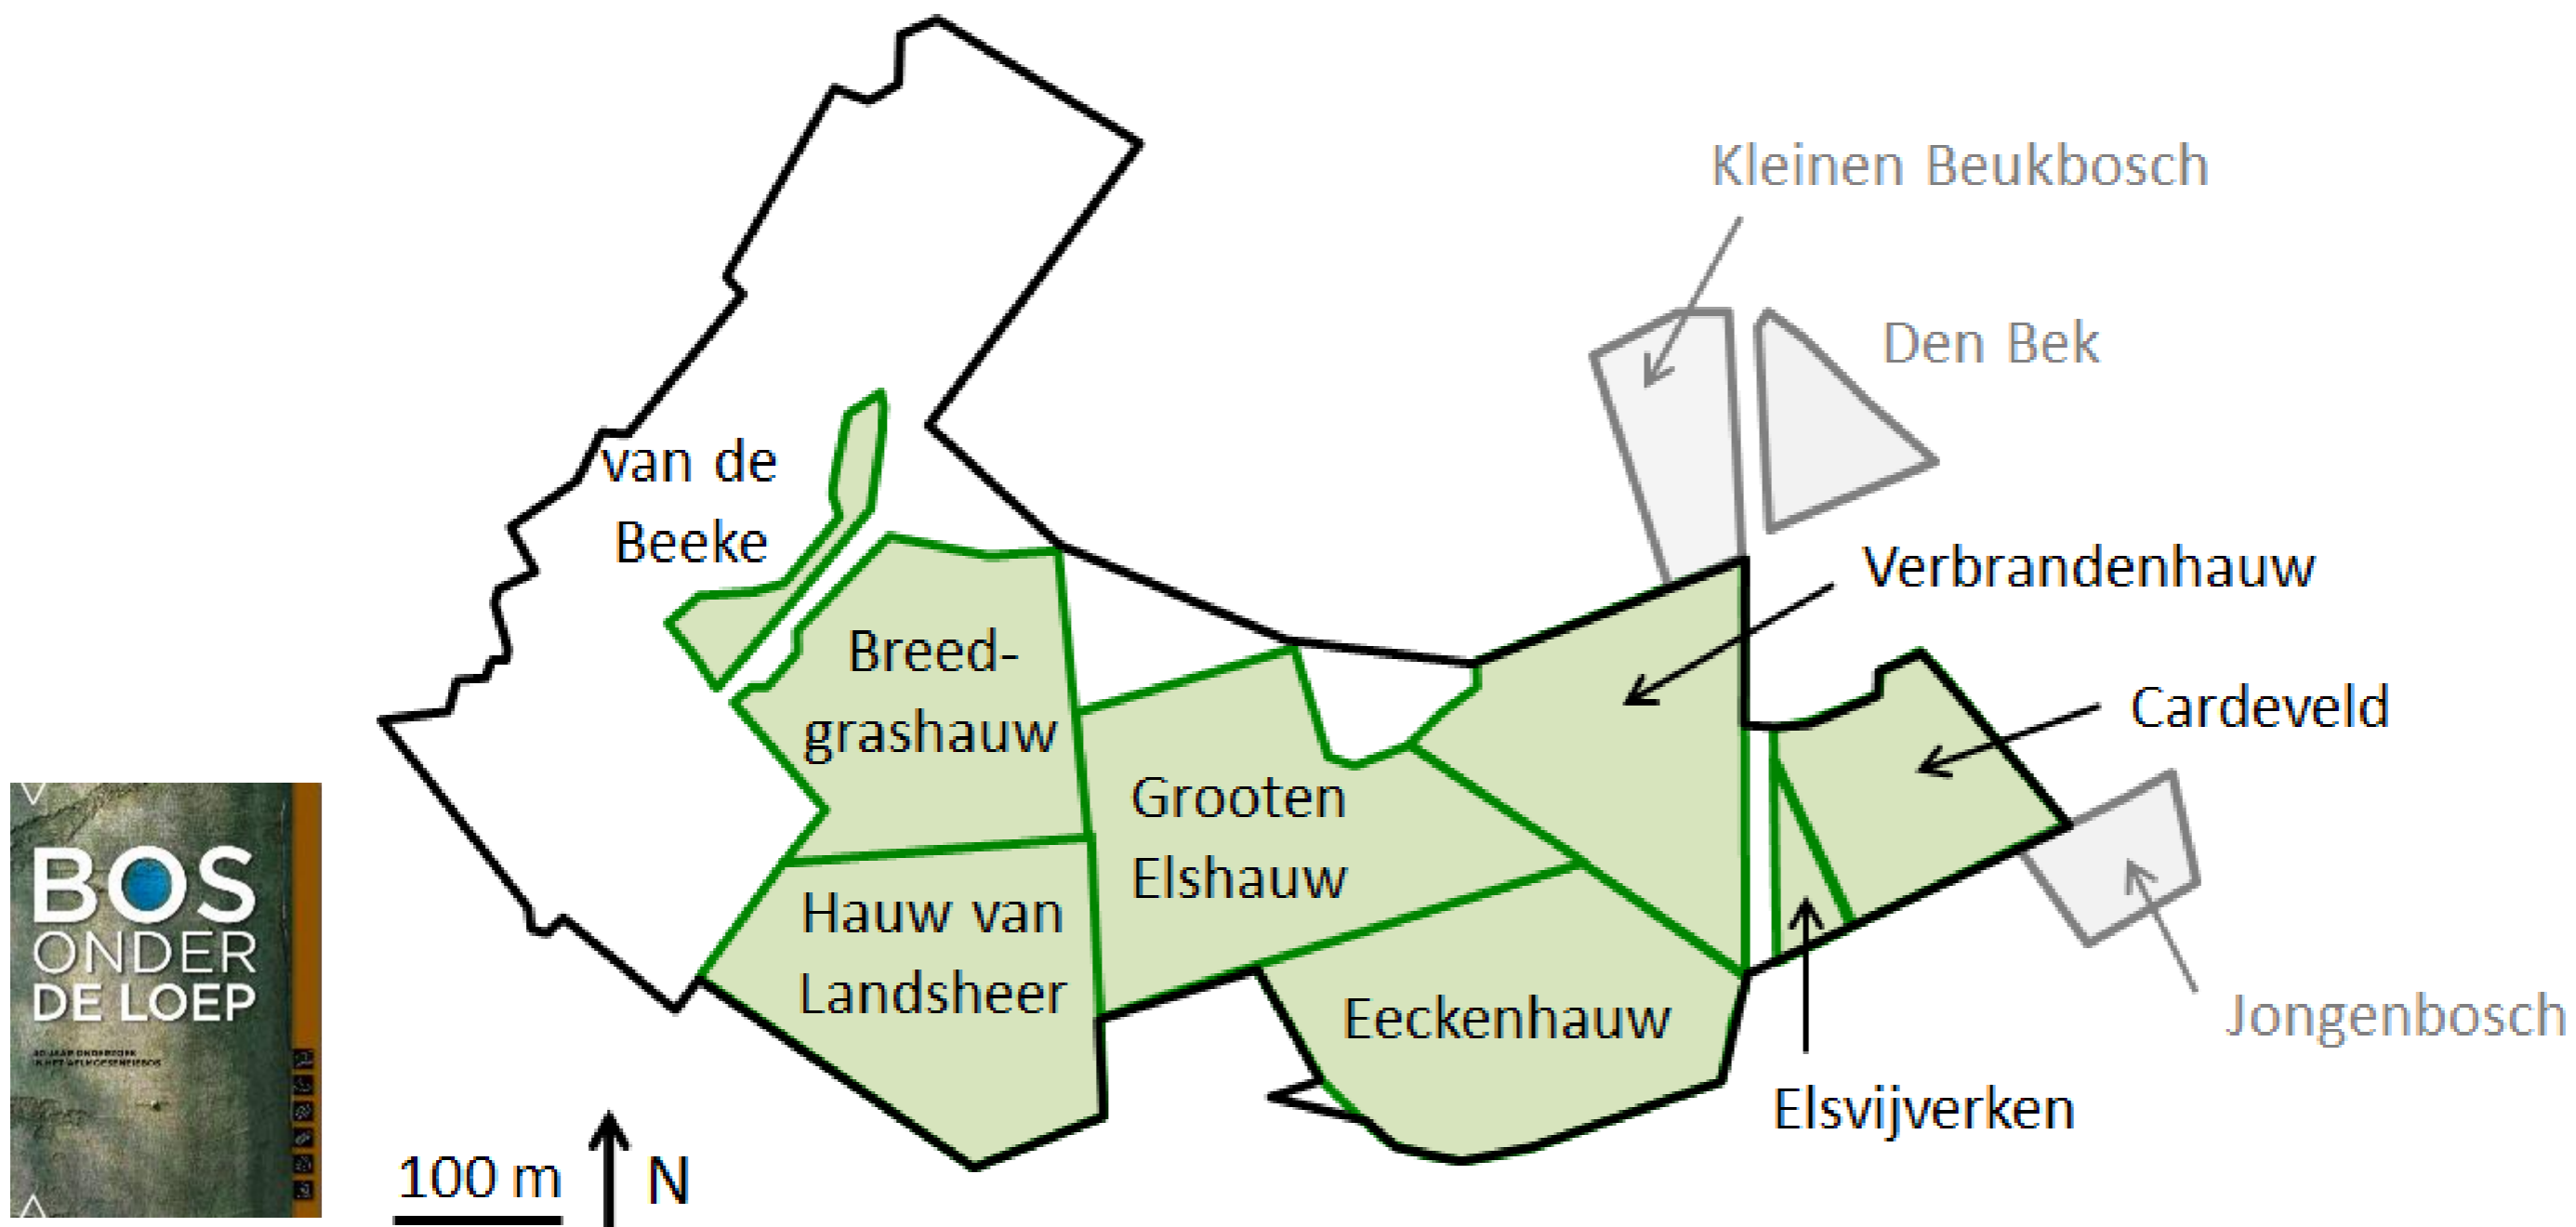 Kleinen Beukbosch
Den Bek
van de
Beeke
Verbrandenhauw
Breed-
grashauw
Cardeveld
Grooten
Elshauw
Hauw van
Landsheer
Eeckenhauw
Jongenbosch
Elsvijverken
BOS
ONDER
DE LOEP
100 m
N